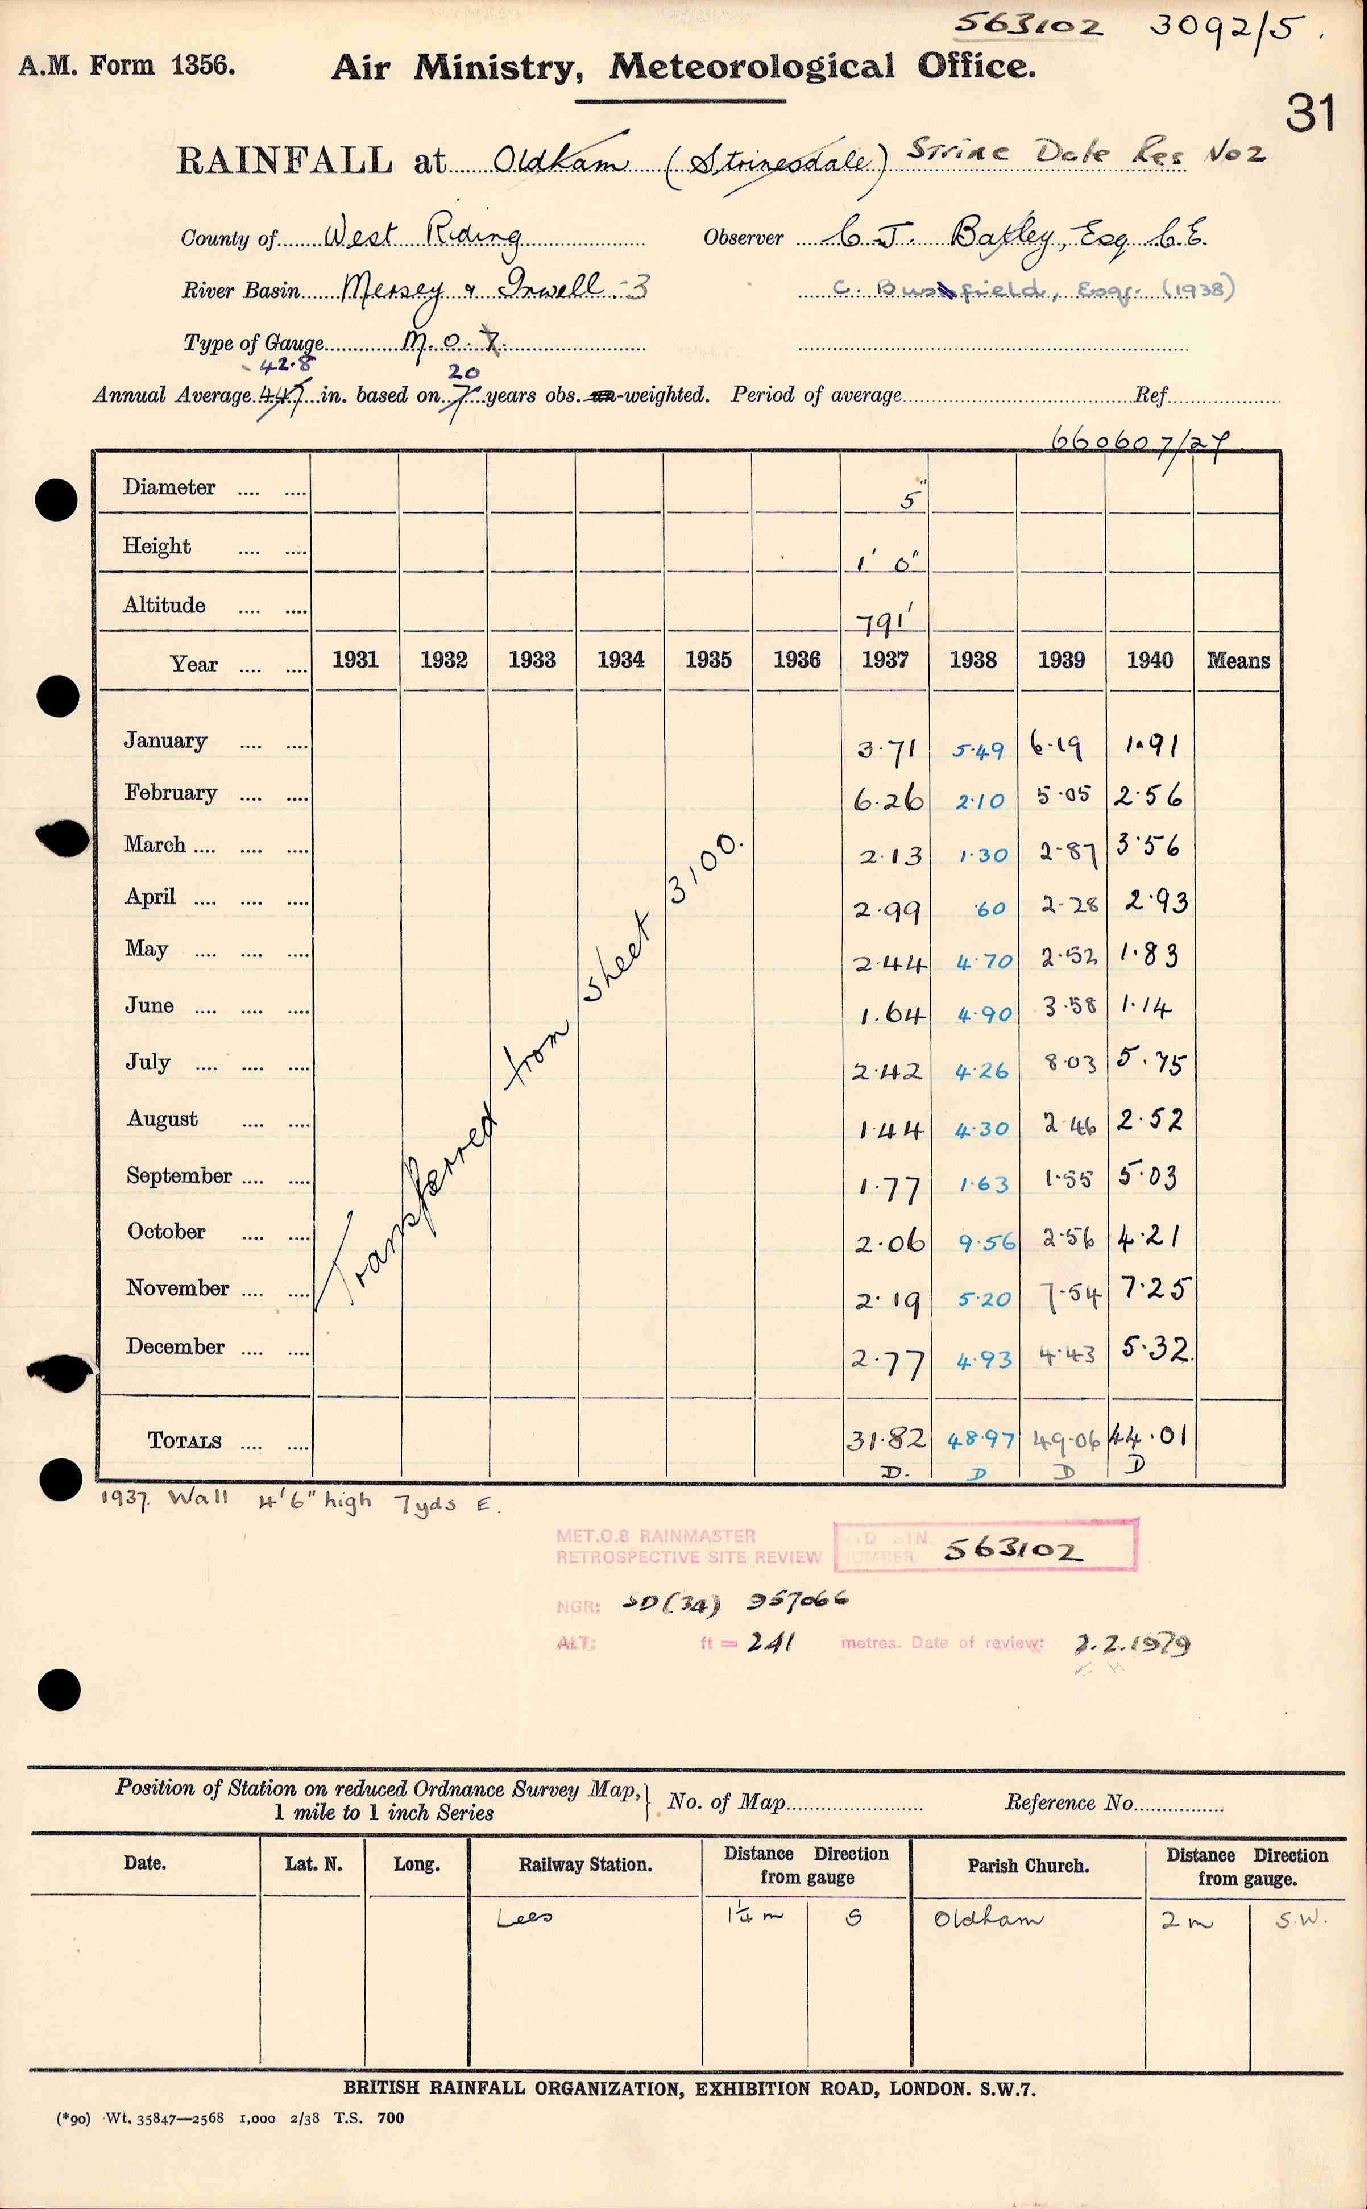 563102 3092/5.
A.M. Form 1356. Air Ministry, Meteorological Office.
31
RAINFALL at Oldham (Strinesdale) Strine Dale Res No 2
County of West Riding Observer C. J. Batley, Esq C.E.
River Basin Mersey & Irwell. 3 C. Bushfield, Esqr. (1938)
Type of Gauge M.O. 7.
42.8 20
Annual Average 44.7 in. based on 7 years obs. un-weighted. Period of average Ref
660607/27
Diameter .... .... 5"
Height .... .... 1' 0"
Altitude .... .... 791'
Year .... .... 1931 1932 1933 1934 1935 1936 1937 1938 1939 1940 Means
January .... .... 3.71 5.49 6.19 1.91
February .... .... 6.26 2.10 5.05 2.56
March .... .... .... 2.13 1.30 2.87 3.56
April .... .... .... 2.99 .60 2.28 2.93
May .... .... .... 2.44 4.70 2.52 1.83
June .... .... .... 1.64 4.90 3.58 1.14
July .... .... .... 2.42 4.26 8.03 5.75
August .... .... 1.44 4.30 2.46 2.52
September .... .... 1.77 1.63 1.55 5.03
October .... .... 2.06 9.56 2.56 4.21
November .... .... 2.19 5.20 7.54 7.25
December .... .... 2.77 4.93 4.43 5.32
Transferred from sheet 3100.
TOTALS .... .... 31.82 48.97 49.06 44.01
D. D D D
1937. Wall 4'6" high 7yds E.
MET.O.8 RAINMASTER
RETROSPECTIVE SITE REVIEW STN. NUMBER 563102
NGR: SD(34) 957066
ALT: ft = 241 metres. Date of review: 2.2.1979
Position of Station on reduced Ordnance Survey Map,
1 mile to 1 inch Series
No. of Map Reference No.
Date. Lat. N. Long. Railway Station. Distance Direction from gauge Parish Church. Distance Direction from gauge.
Lees 1¼ m S Oldham 2 m S.W.
BRITISH RAINFALL ORGANIZATION, EXHIBITION ROAD, LONDON. S.W.7.
(*90) Wt. 35847—2568 1,000 2/38 T.S. 700